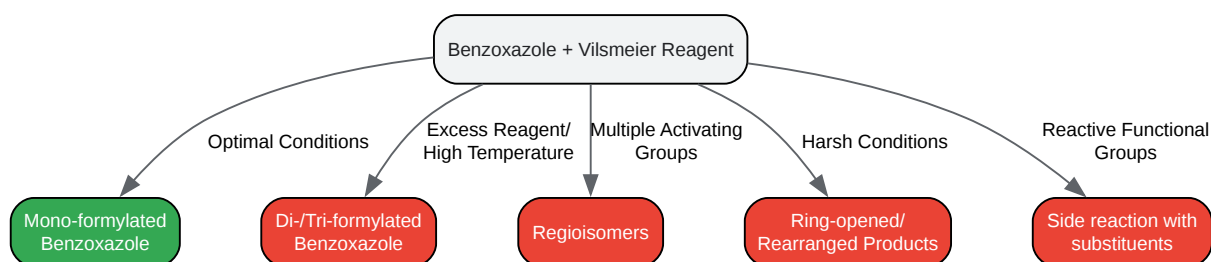 Benzoxazole + Vilsmeier Reagent
Optimal Conditions
Excess Reagent/
High Temperature
Multiple Activating
Groups
Harsh Conditions
Reactive Functional
Groups
Mono-formylated
Benzoxazole
Di-/Tri-formylated
Benzoxazole
Regioisomers
Ring-opened/
Rearranged Products
Side reaction with
substituents